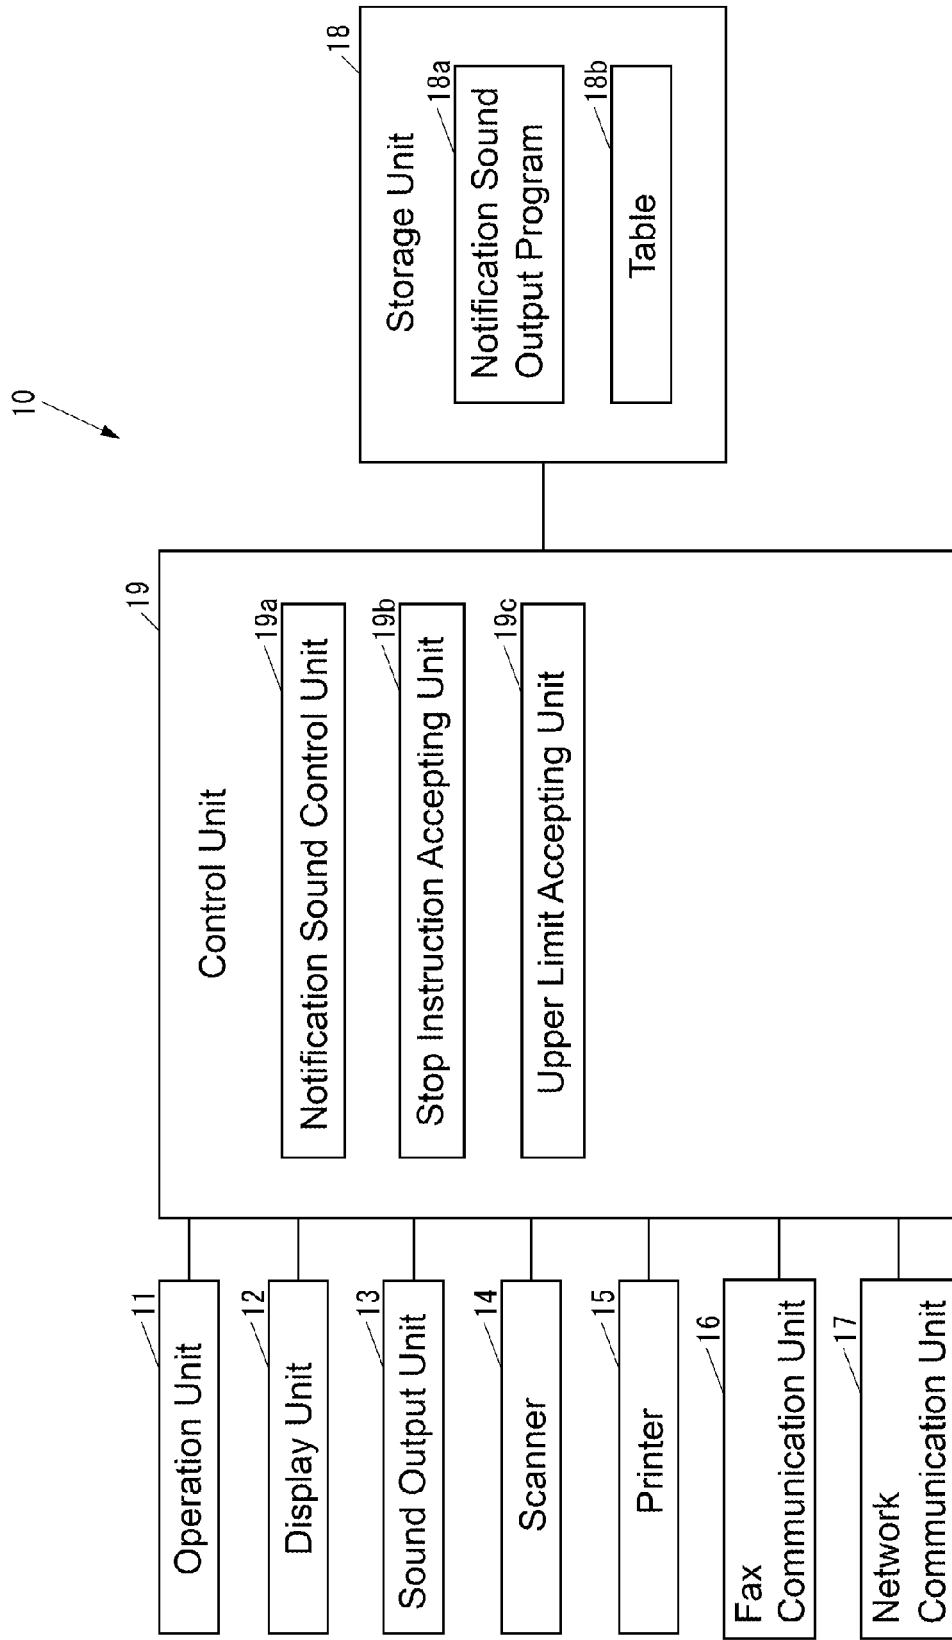 10
11
Operation Unit
12
Display Unit
13
Sound Output Unit
14
Scanner
15
Printer
16
Fax
Communication Unit
17
Network
Communication Unit
19
Control Unit
19a
Notification Sound Control Unit
19b
Stop Instruction Accepting Unit
19c
Upper Limit Accepting Unit
18
Storage Unit
18a
Notification Sound
Output Program
18b
Table